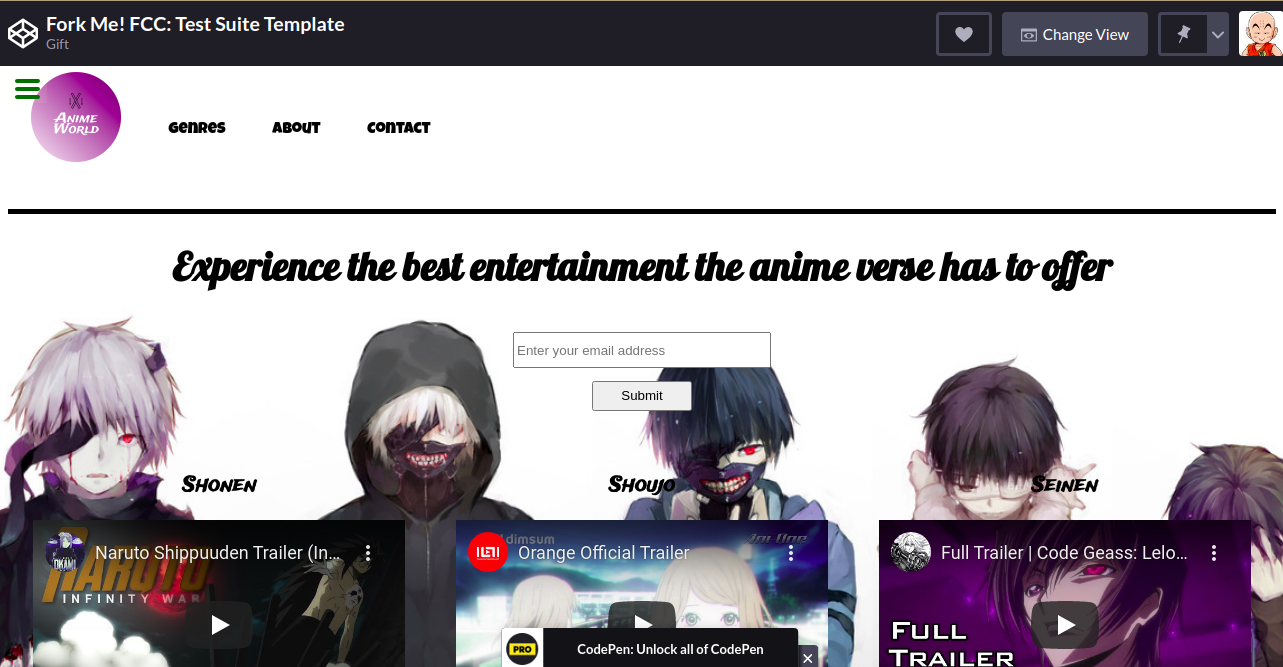 Fork Me! FCC: Test Suite Template
Gift
Change View
Anime
World
Genres About Contact
Experience the best entertainment the anime verse has to offer
Enter your email address
Submit
Shonen Shoujo Seinen
Naruto Shippuuden Trailer (In...
Orange Official Trailer
Full Trailer | Code Geass: Lelo...
OKAMI
NARUTO
INFINITY WAR
dimsum
FULL
TRAILER
PRO
CodePen: Unlock all of CodePen